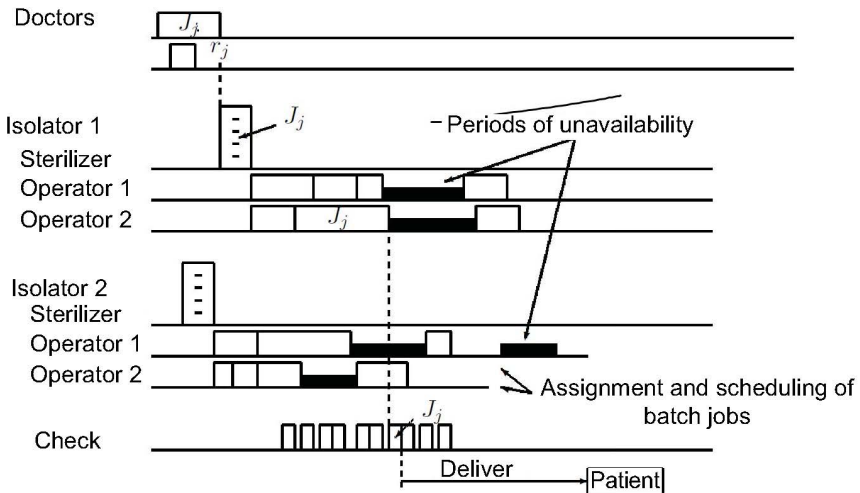 Doctors
J_j
r_j
Isolator 1
J_j
Periods of unavailability
Sterilizer
Operator 1
Operator 2
J_j
Isolator 2
Sterilizer
Operator 1
Operator 2
Assignment and scheduling of
batch jobs
J_j
Check
Deliver
Patient